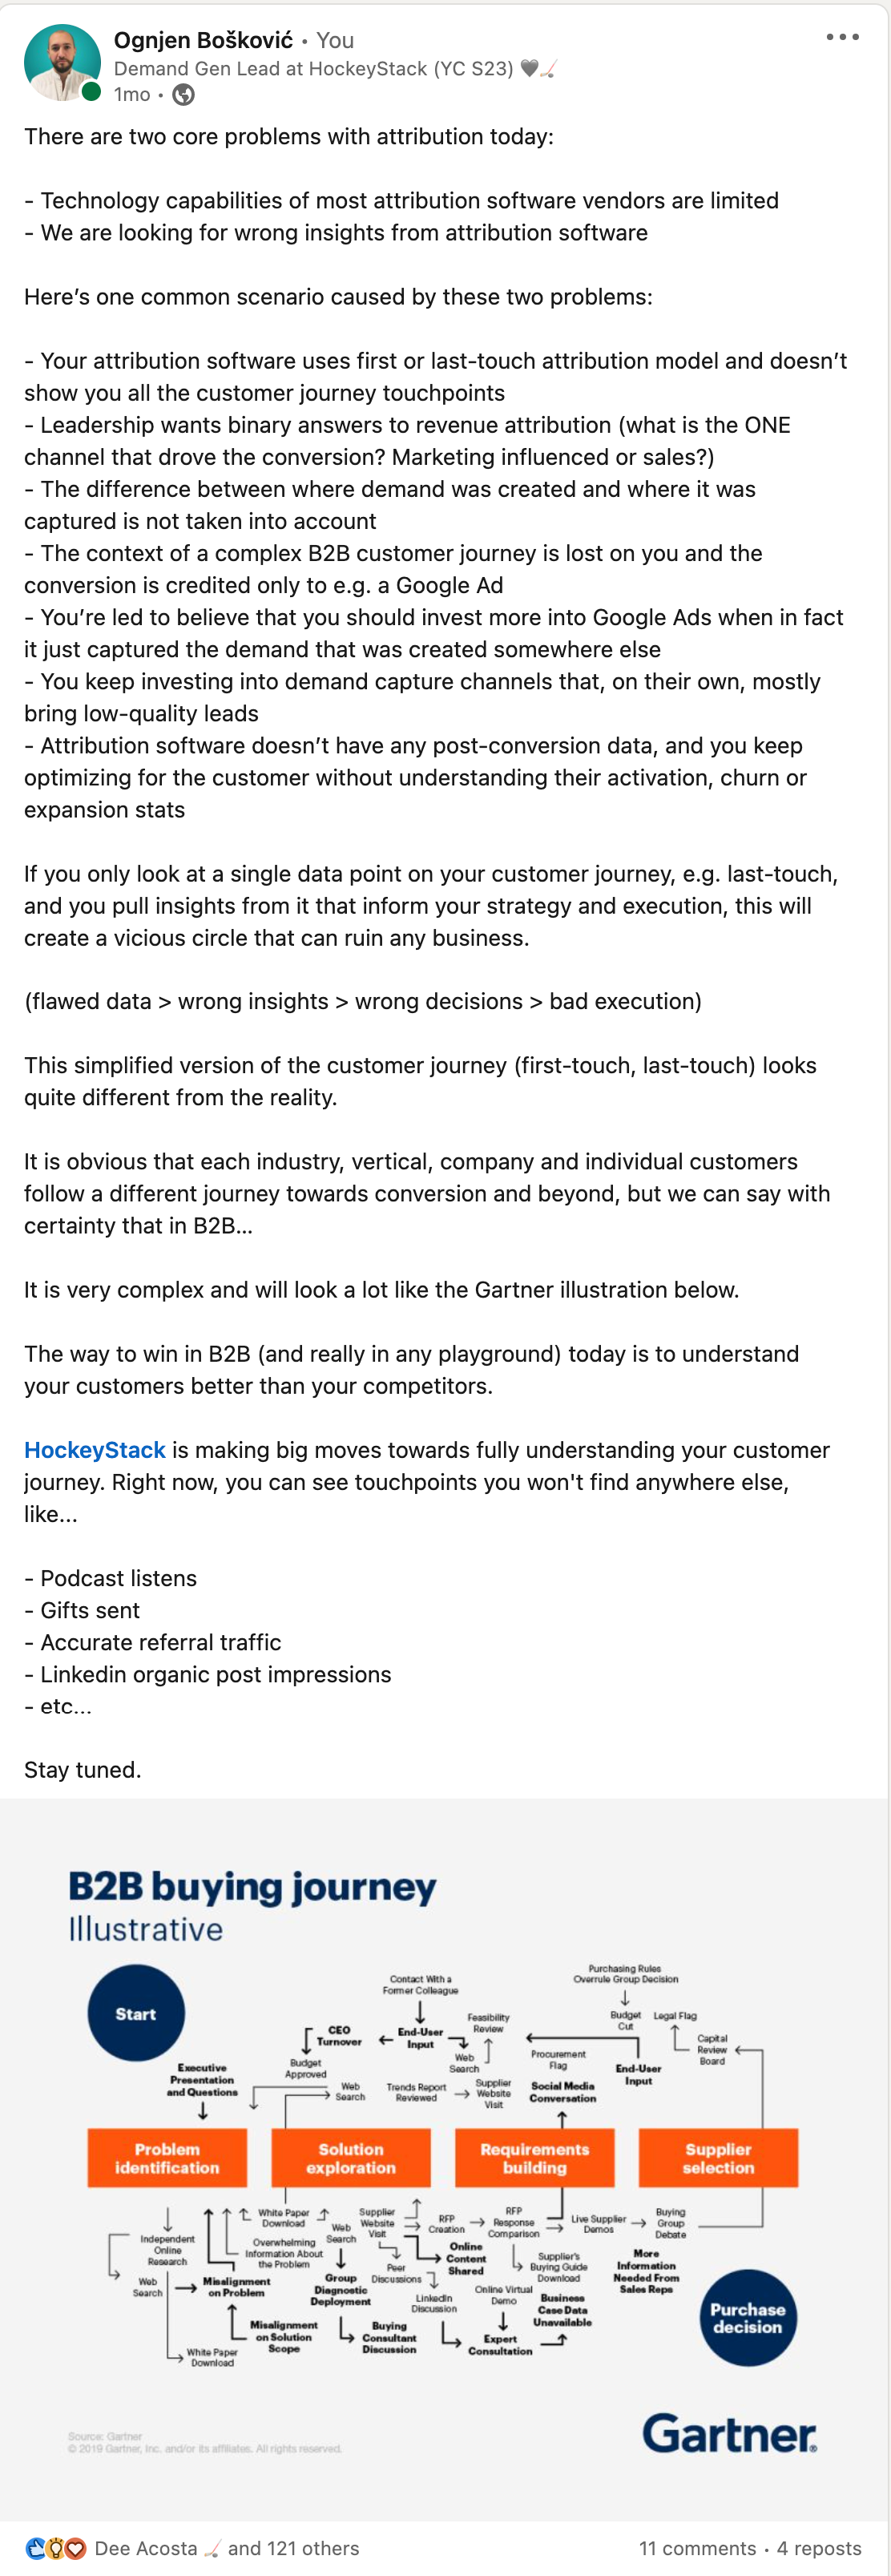 Ognjen Bošković • You
Demand Gen Lead at HockeyStack (YC S23) 🖤🏒
1mo •
There are two core problems with attribution today:
- Technology capabilities of most attribution software vendors are limited
- We are looking for wrong insights from attribution software
Here’s one common scenario caused by these two problems:
- Your attribution software uses first or last-touch attribution model and doesn’t
show you all the customer journey touchpoints
- Leadership wants binary answers to revenue attribution (what is the ONE
channel that drove the conversion? Marketing influenced or sales?)
- The difference between where demand was created and where it was
captured is not taken into account
- The context of a complex B2B customer journey is lost on you and the
conversion is credited only to e.g. a Google Ad
- You’re led to believe that you should invest more into Google Ads when in fact
it just captured the demand that was created somewhere else
- You keep investing into demand capture channels that, on their own, mostly
bring low-quality leads
- Attribution software doesn’t have any post-conversion data, and you keep
optimizing for the customer without understanding their activation, churn or
expansion stats
If you only look at a single data point on your customer journey, e.g. last-touch,
and you pull insights from it that inform your strategy and execution, this will
create a vicious circle that can ruin any business.
(flawed data > wrong insights > wrong decisions > bad execution)
This simplified version of the customer journey (first-touch, last-touch) looks
quite different from the reality.
It is obvious that each industry, vertical, company and individual customers
follow a different journey towards conversion and beyond, but we can say with
certainty that in B2B...
It is very complex and will look a lot like the Gartner illustration below.
The way to win in B2B (and really in any playground) today is to understand
your customers better than your competitors.
HockeyStack is making big moves towards fully understanding your customer
journey. Right now, you can see touchpoints you won't find anywhere else,
like...
- Podcast listens
- Gifts sent
- Accurate referral traffic
- Linkedin organic post impressions
- etc...
Stay tuned.
B2B buying journey
Illustrative
Start
Executive
Presentation
and Questions
CEO
Turnover
Budget
Approved
Contact With a
Former Colleague
End-User
Input
Feasibility
Review
Web
Search
Web
Search
Trends Report
Reviewed
Supplier
Website
Visit
Purchasing Rules
Overrule Group Decision
Budget
Cut
Legal Flag
Capital
Review
Board
Procurement
Flag
End-User
Input
Social Media
Conversation
Problem
identification
Solution
exploration
Requirements
building
Supplier
selection
Independent
Online
Research
Web
Search
Misalignment
on Problem
White Paper
Download
White Paper
Download
Overwhelming
Information About
the Problem
Misalignment
on Solution
Scope
Web
Search
Group
Diagnostic
Deployment
Supplier
Website
Visit
Peer
Discussions
Buying
Consultant
Discussion
RFP
Creation
Online
Content
Shared
LinkedIn
Discussion
RFP
Response
Comparison
Supplier's
Buying Guide
Download
Online Virtual
Demo
Expert
Consultation
Business
Case Data
Unavailable
Live Supplier
Demos
Buying
Group
Debate
More
Information
Needed From
Sales Reps
Purchase
decision
Source: Gartner
© 2019 Gartner, Inc. and/or its affiliates. All rights reserved.
Gartner®
Dee Acosta 🏒 and 121 others
11 comments • 4 reposts